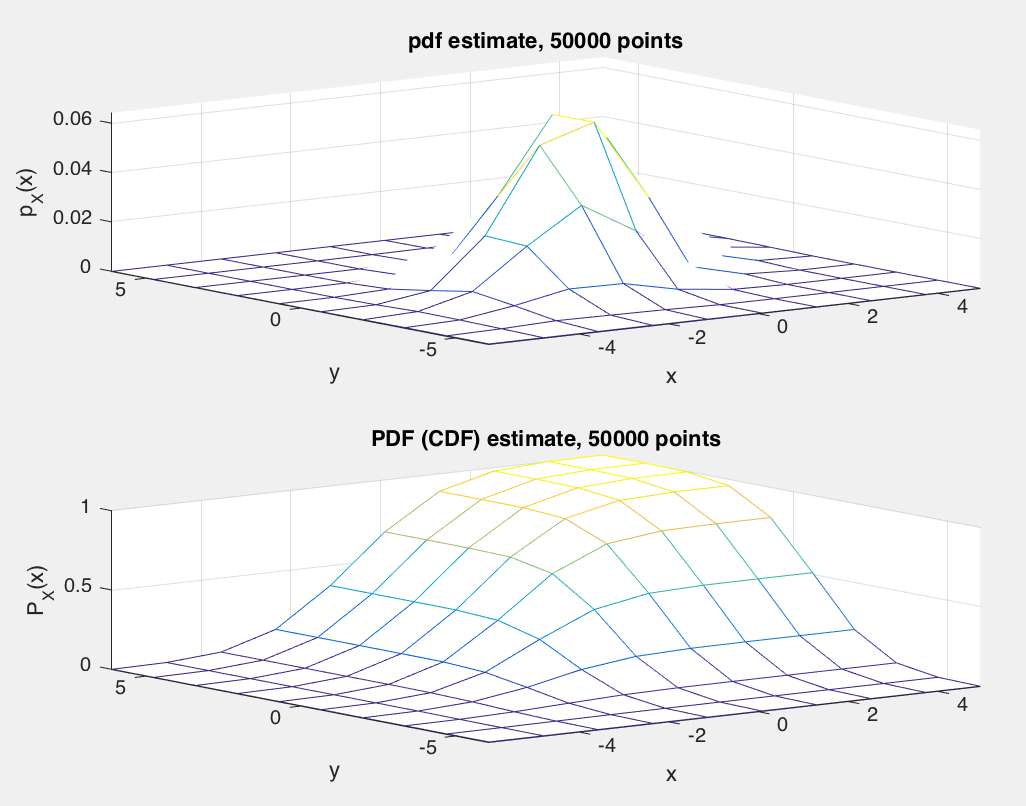 pdf estimate, 50000 points
0.06
0.04
0.02
0
p_X(x)
5
0
-5
y
-4
-2
0
2
4
x
PDF (CDF) estimate, 50000 points
1
0.5
0
P_X(x)
5
0
-5
y
-4
-2
0
2
4
x